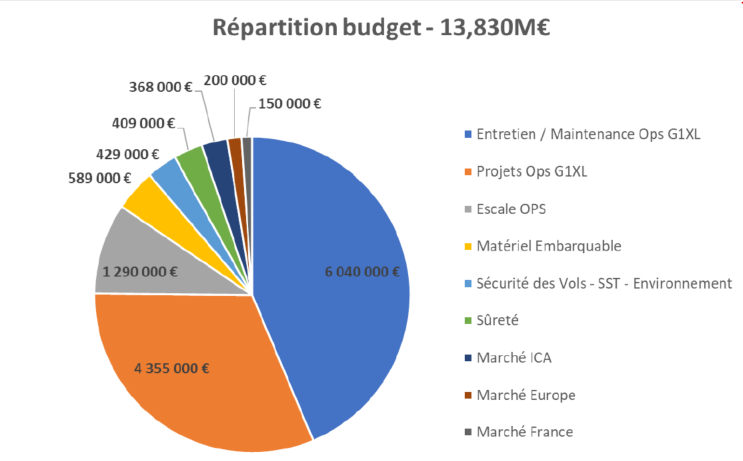 Répartition budget - 13,830M€
368 000 €
200 000 €
150 000 €
409 000 €
429 000 €
589 000 €
1 290 000 €
6 040 000 €
4 355 000 €
Entretien / Maintenance Ops G1XL
Projets Ops G1XL
Escale OPS
Matériel Embarquable
Sécurité des Vols - SST - Environnement
Sûreté
Marché ICA
Marché Europe
Marché France